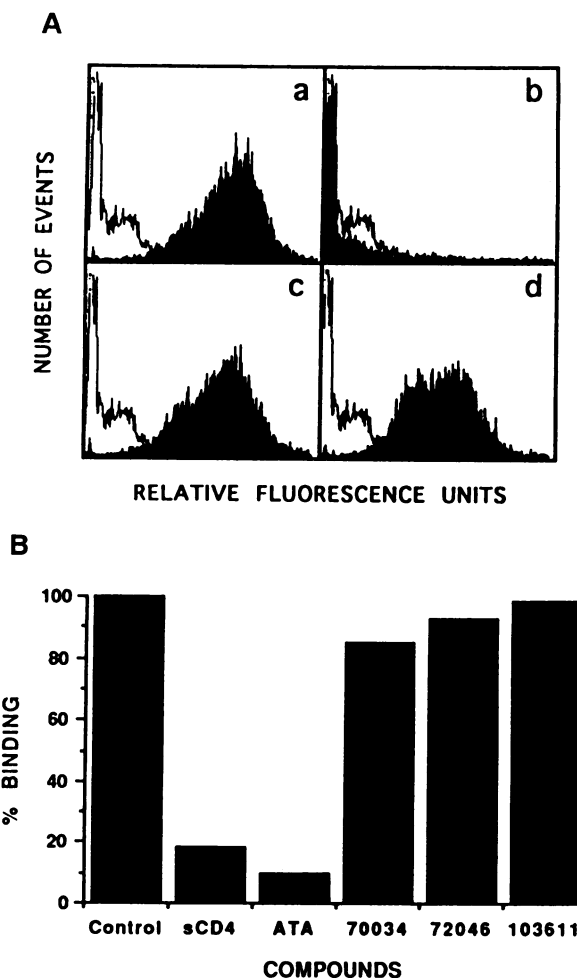 A
a
b
c
d
NUMBER OF EVENTS
RELATIVE FLUORESCENCE UNITS
B
100
80
60
40
20
0
% BINDING
Control sCD4 ATA 70034 72046 103611
COMPOUNDS